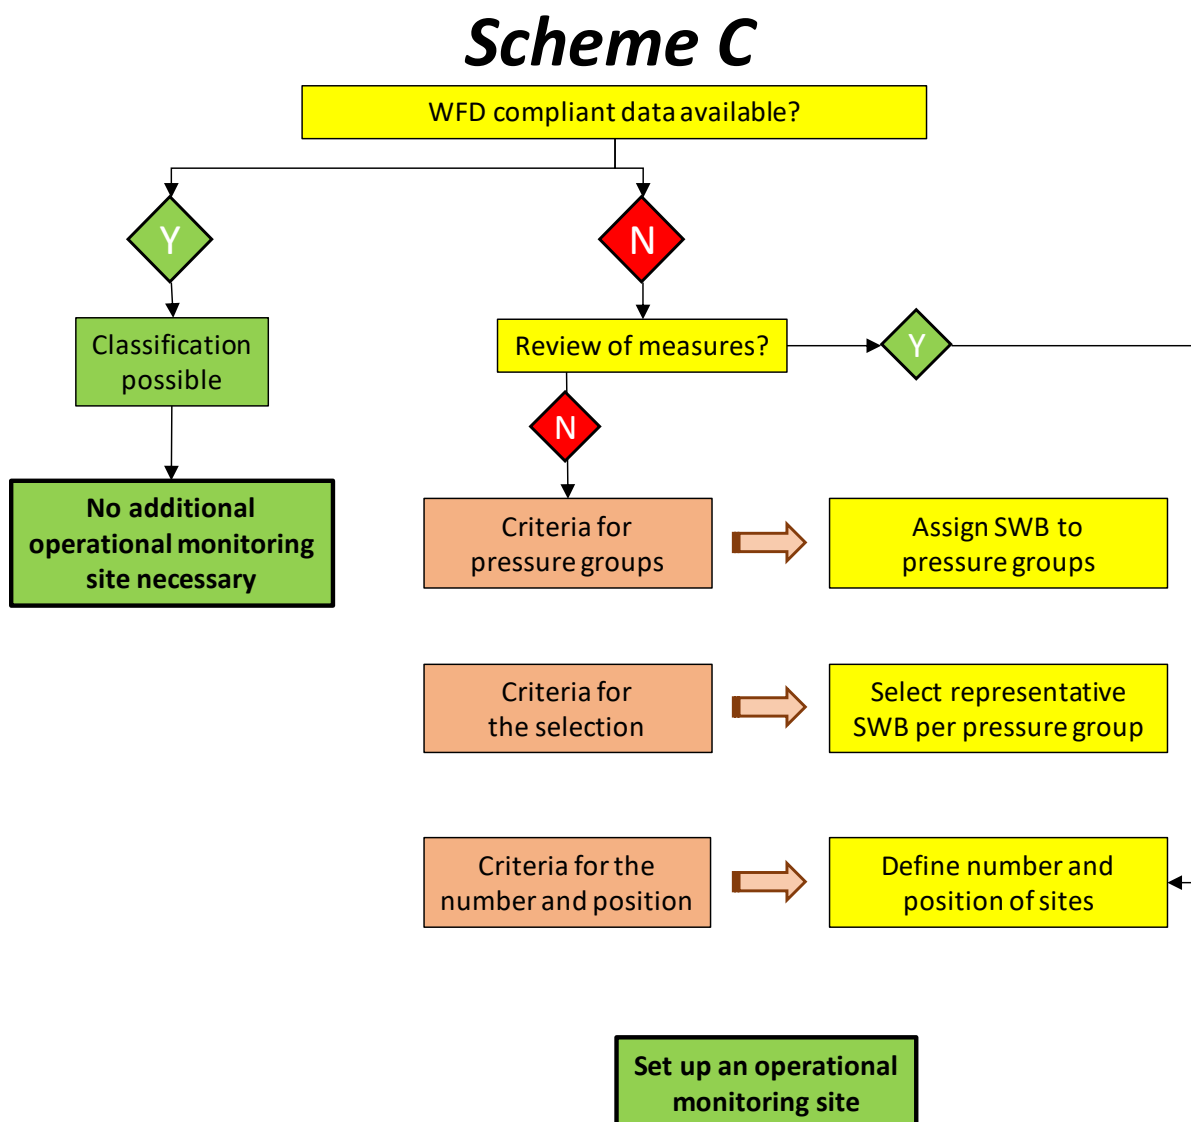 Scheme C
WFD compliant data available?
Y
N
Classification
possible
Review of measures?
Y
N
No additional
operational monitoring
site necessary
Criteria for
pressure groups
Assign SWB to
pressure groups
Criteria for
the selection
Select representative
SWB per pressure group
Criteria for the
number and position
Define number and
position of sites
Set up an operational
monitoring site